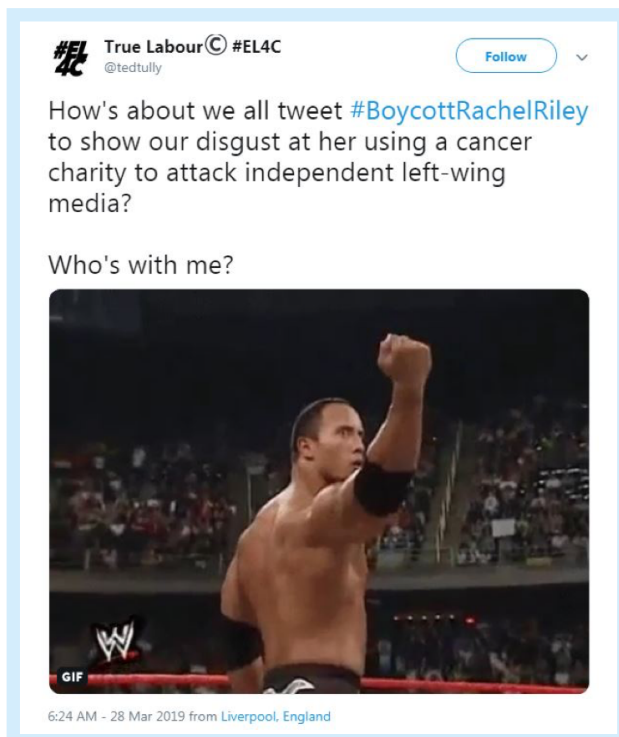 #EL
4C
True Labour© #EL4C
@tedtully
Follow
How's about we all tweet #BoycottRachelRiley
to show our disgust at her using a cancer
charity to attack independent left-wing
media?
Who's with me?
W
GIF
6:24 AM - 28 Mar 2019 from Liverpool, England